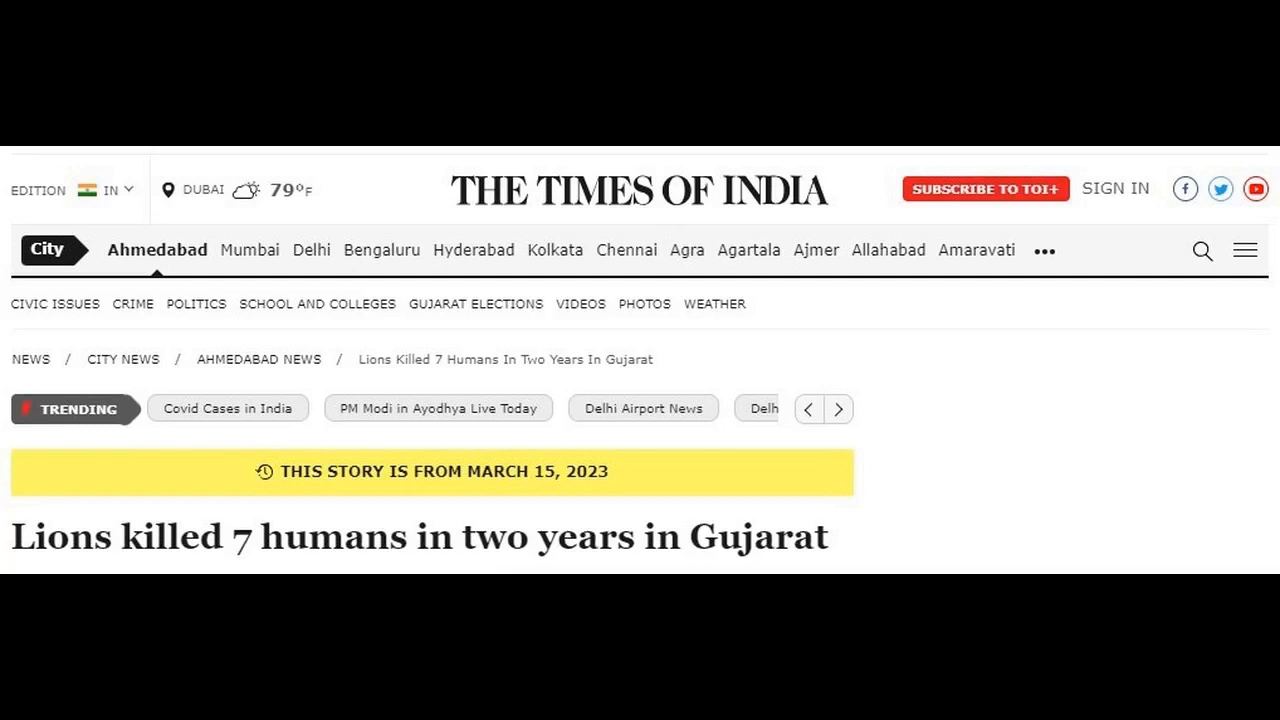 EDITION IN DUBAI 79°F THE TIMES OF INDIA SUBSCRIBE TO TOI+ SIGN IN
City Ahmedabad Mumbai Delhi Bengaluru Hyderabad Kolkata Chennai Agra Agartala Ajmer Allahabad Amaravati •••
CIVIC ISSUES CRIME POLITICS SCHOOL AND COLLEGES GUJARAT ELECTIONS VIDEOS PHOTOS WEATHER
NEWS / CITY NEWS / AHMEDABAD NEWS / Lions Killed 7 Humans In Two Years In Gujarat
TRENDING Covid Cases in India PM Modi in Ayodhya Live Today Delhi Airport News Delh
THIS STORY IS FROM MARCH 15, 2023
Lions killed 7 humans in two years in Gujarat